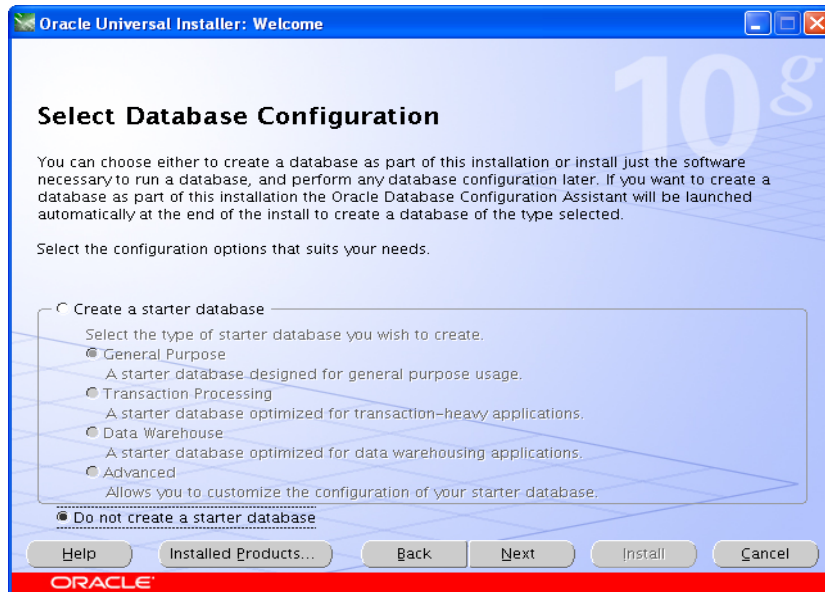 Oracle Universal Installer: Welcome
10g
Select Database Configuration
You can choose either to create a database as part of this installation or install just the software
necessary to run a database, and perform any database configuration later. If you want to create a
database as part of this installation the Oracle Database Configuration Assistant will be launched
automatically at the end of the install to create a database of the type selected.
Select the configuration options that suits your needs.
Create a starter database
Select the type of starter database you wish to create.
General Purpose
A starter database designed for general purpose usage.
Transaction Processing
A starter database optimized for transaction-heavy applications.
Data Warehouse
A starter database optimized for data warehousing applications.
Advanced
Allows you to customize the configuration of your starter database.
Do not create a starter database
Help Installed Products... Back Next Install Cancel
ORACLE